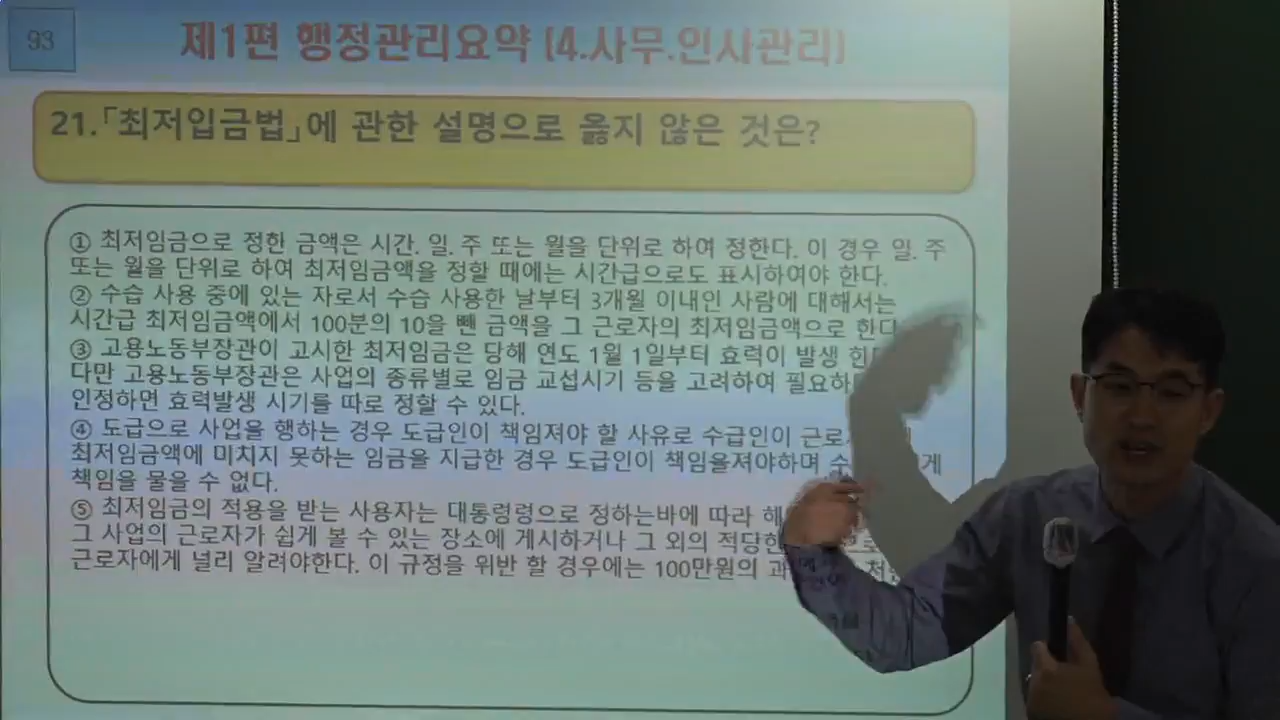 93
제1편 행정관리요약 (4.사무.인사관리)
21.「최저임금법」에 관한 설명으로 옳지 않은 것은?
① 최저임금으로 정한 금액은 시간. 일. 주 또는 월을 단위로 하여 정한다. 이 경우 일. 주
또는 월을 단위로 하여 최저임금액을 정할 때에는 시간급으로도 표시하여야 한다.
② 수습 사용 중에 있는 자로서 수습 사용한 날부터 3개월 이내인 사람에 대해서는
시간급 최저임금액에서 100분의 10을 뺀 금액을 그 근로자의 최저임금액으로 한다
③ 고용노동부장관이 고시한 최저임금은 당해 연도 1월 1일부터 효력이 발생
다만 고용노동부장관은 사업의 종류별로 임금 교섭시기 등을 고려하여
인정하면 효력발생 시기를 따로 정할 수 있다.
④ 도급으로 사업을 행하는 경우 도급인이 책임져야 할 사유로 수급인이
최저임금액에 미치지 못하는 임금을 지급한 경우 도급인이 책임을져야하며
책임을 물을 수 없다.
⑤ 최저임금의 적용을 받는 사용자는 대통령령으로 정하는바에 따라
그 사업의 근로자가 쉽게 볼 수 있는 장소에 게시하거나 그 외의
근로자에게 널리 알려야한다. 이 규정을 위반 할 경우에는 100만원의